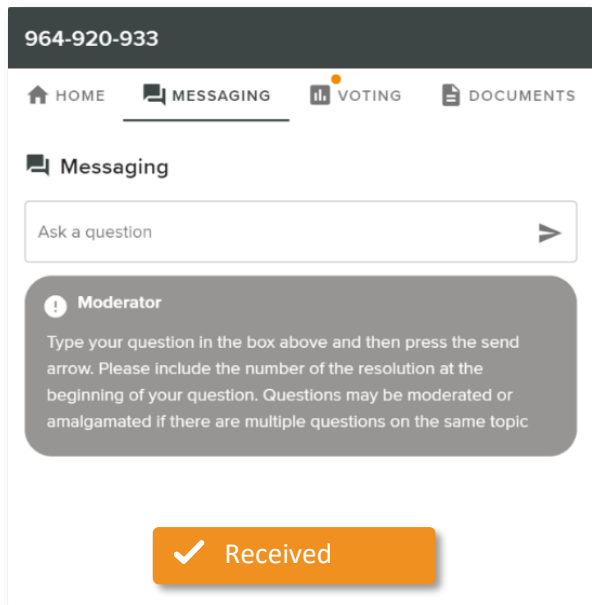 964-920-933
HOME MESSAGING VOTING DOCUMENTS
Messaging
Ask a question
Moderator
Type your question in the box above and then press the send
arrow. Please include the number of the resolution at the
beginning of your question. Questions may be moderated or
amalgamated if there are multiple questions on the same topic
Received